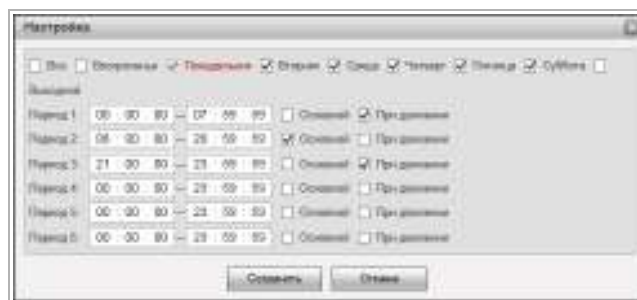 Настройка
Все Воскресенье Понедельник Вторник Среда Четверг Пятница Суббота
Выходной
Период 1 00 : 00 : 00 — 07 : 59 : 59 Основной При движении
Период 2 08 : 00 : 00 — 20 : 59 : 59 Основной При движении
Период 3 21 : 00 : 00 — 23 : 59 : 59 Основной При движении
Период 4 00 : 00 : 00 — 23 : 59 : 59 Основной При движении
Период 5 00 : 00 : 00 — 23 : 59 : 59 Основной При движении
Период 6 00 : 00 : 00 — 23 : 59 : 59 Основной При движении
Сохранить Отмена